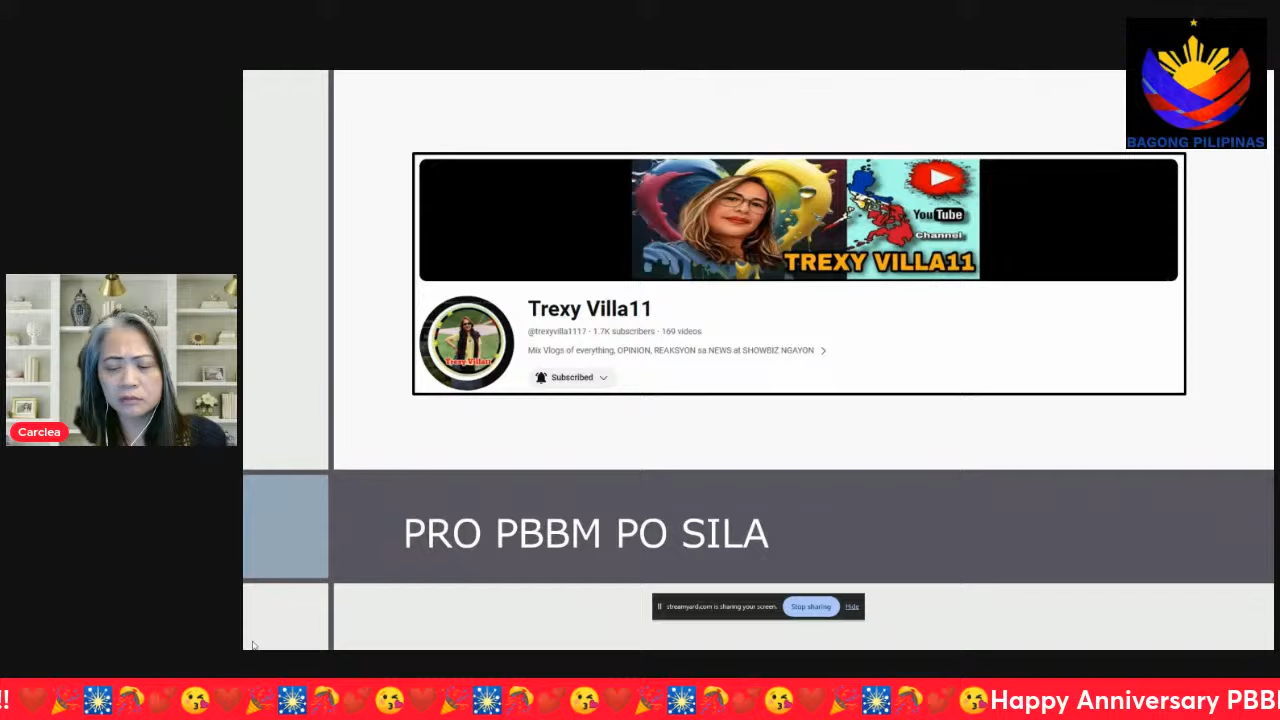 BAGONG PILIPINAS
YouTube
Channel
TREXY VILLA11
Trexy Villa11
@trexyvilla1117 · 1.7K subscribers · 169 videos
Mix Vlogs of everything, OPINION, REAKSYON sa NEWS at SHOWBIZ NGAYON
Trexy Villa11
Subscribed
Carclea
PRO PBBM PO SILA
streamyard.com is sharing your screen. Stop sharing Hide
!! ❤️🎉🎆🪅💕😘❤️🎉🎆🪅💕😘❤️🎉🎆🪅💕😘❤️🎉🎆🪅💕😘❤️🎉🎆🪅💕😘Happy Anniversary PBB